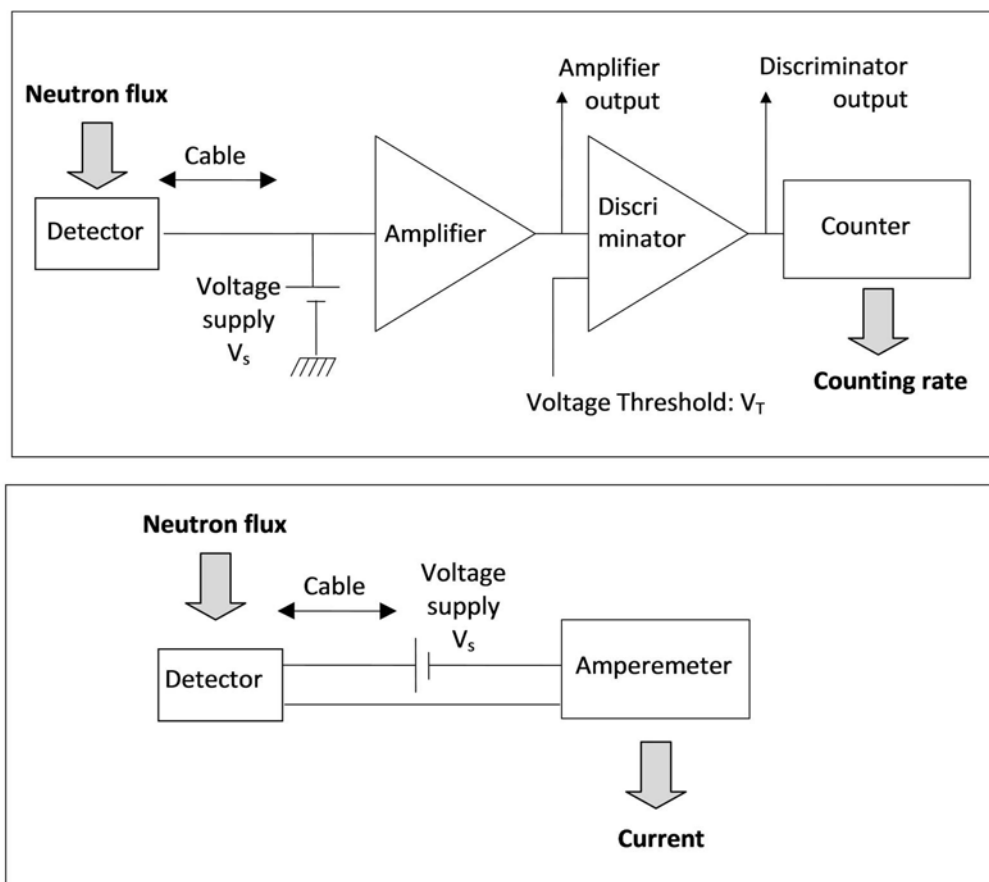 Neutron flux
Cable
Detector
Voltage
supply
Vₛ
Amplifier
Amplifier
output
Discri
minator
Voltage Threshold: V_T
Discriminator
output
Counter
Counting rate
Neutron flux
Cable
Voltage
supply
Vₛ
Detector
Amperemeter
Current